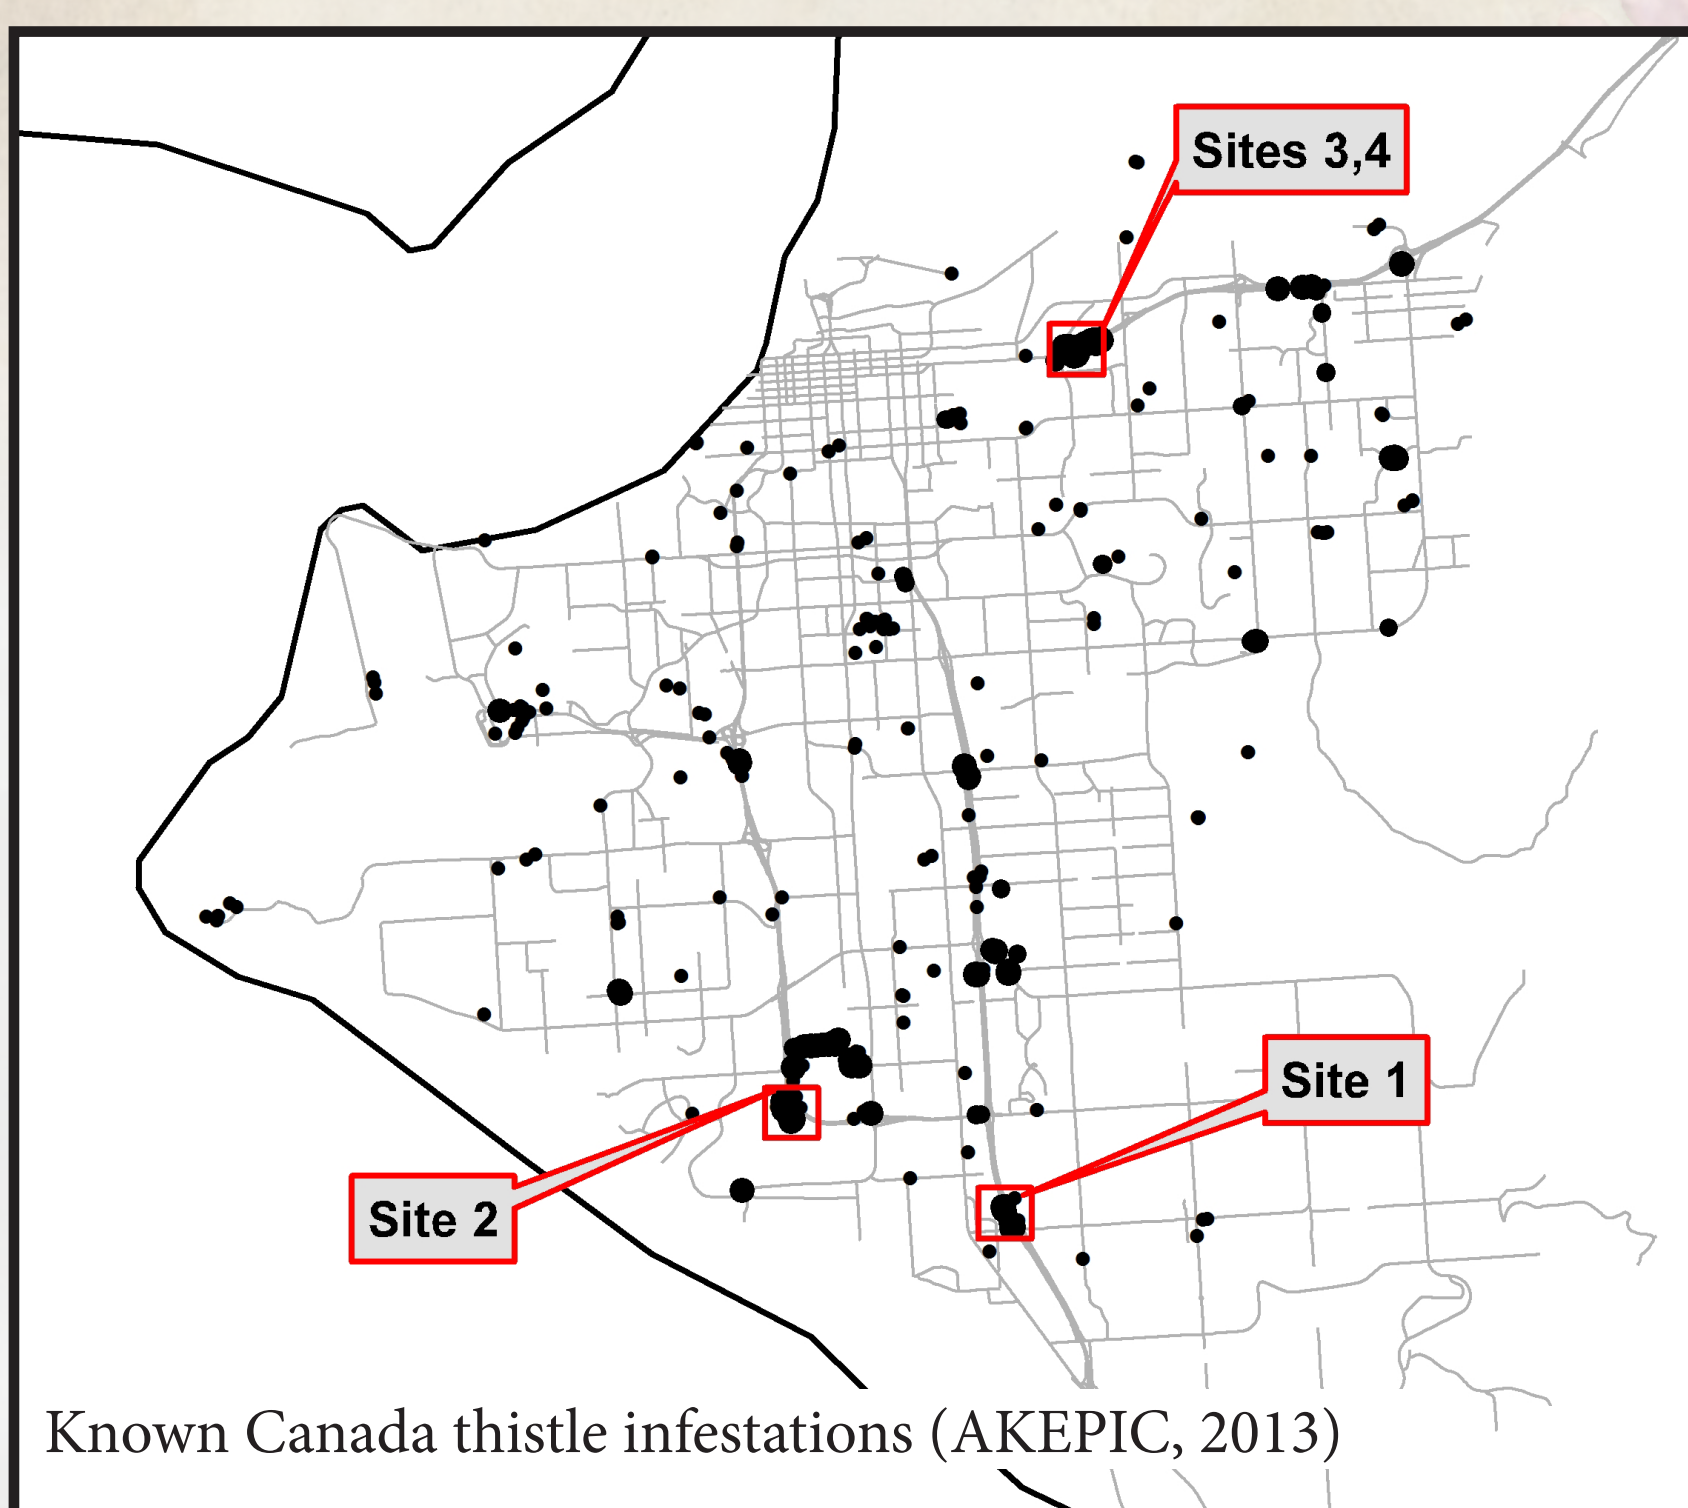 Sites 3,4
Site 1
Site 2
Known Canada thistle infestations (AKEPIC, 2013)